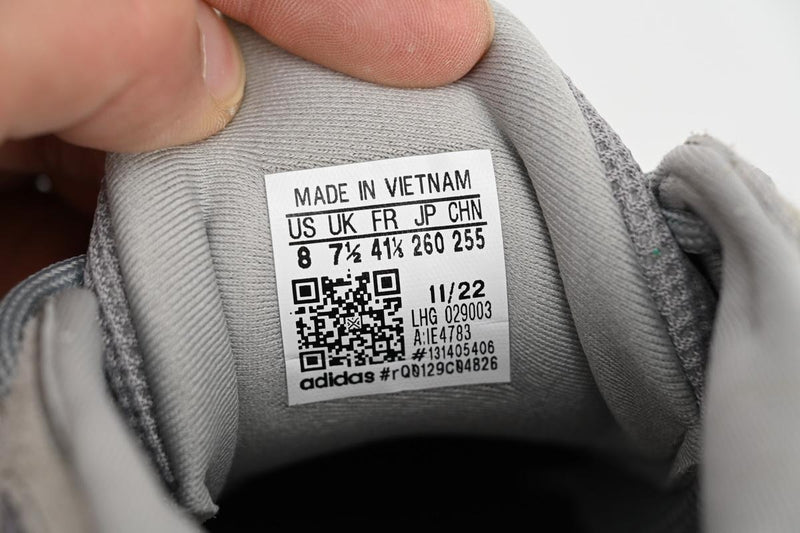 MADE IN VIETNAM
US UK FR JP CHN
8 7½ 41⅓ 260 255
11/22
LHG 029003
A:IE4783
#131405406
adidas #rQ0129C04826